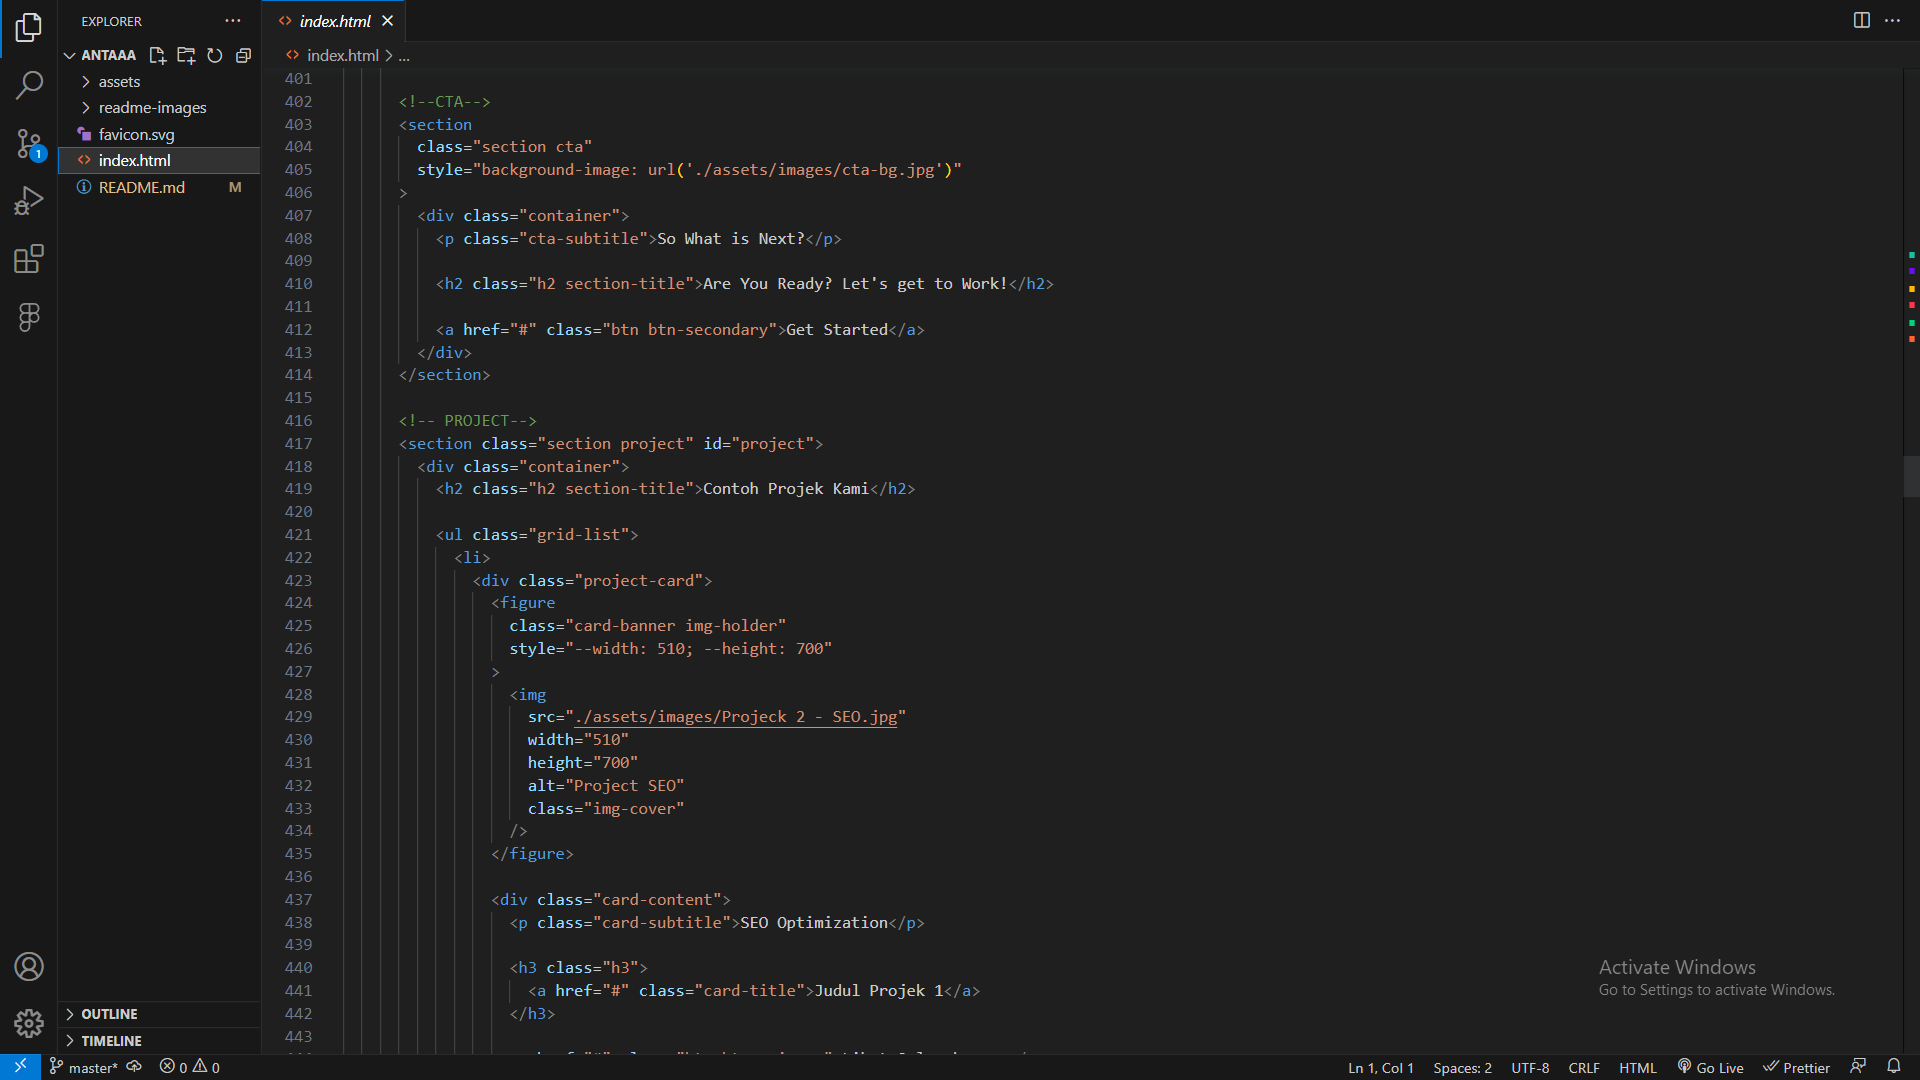 EXPLORER
index.html
ANTAAA
index.html > ...
assets
readme-images
favicon.svg
index.html
README.md M
1
401
402 <!--CTA-->
403 <section
404 class="section cta"
405 style="background-image: url('./assets/images/cta-bg.jpg')"
406 >
407 <div class="container">
408 <p class="cta-subtitle">So What is Next?</p>
409
410 <h2 class="h2 section-title">Are You Ready? Let's get to Work!</h2>
411
412 <a href="#" class="btn btn-secondary">Get Started</a>
413 </div>
414 </section>
415
416 <!-- PROJECT-->
417 <section class="section project" id="project">
418 <div class="container">
419 <h2 class="h2 section-title">Contoh Projek Kami</h2>
420
421 <ul class="grid-list">
422 <li>
423 <div class="project-card">
424 <figure
425 class="card-banner img-holder"
426 style="--width: 510; --height: 700"
427 >
428 <img
429 src="./assets/images/Projeck 2 - SEO.jpg"
430 width="510"
431 height="700"
432 alt="Project SEO"
433 class="img-cover"
434 />
435 </figure>
436
437 <div class="card-content">
438 <p class="card-subtitle">SEO Optimization</p>
439
440 <h3 class="h3">
441 <a href="#" class="card-title">Judul Projek 1</a>
442 </h3>
443
Activate Windows
Go to Settings to activate Windows.
OUTLINE
TIMELINE
master* 0 0 Ln 1, Col 1 Spaces: 2 UTF-8 CRLF HTML Go Live Prettier